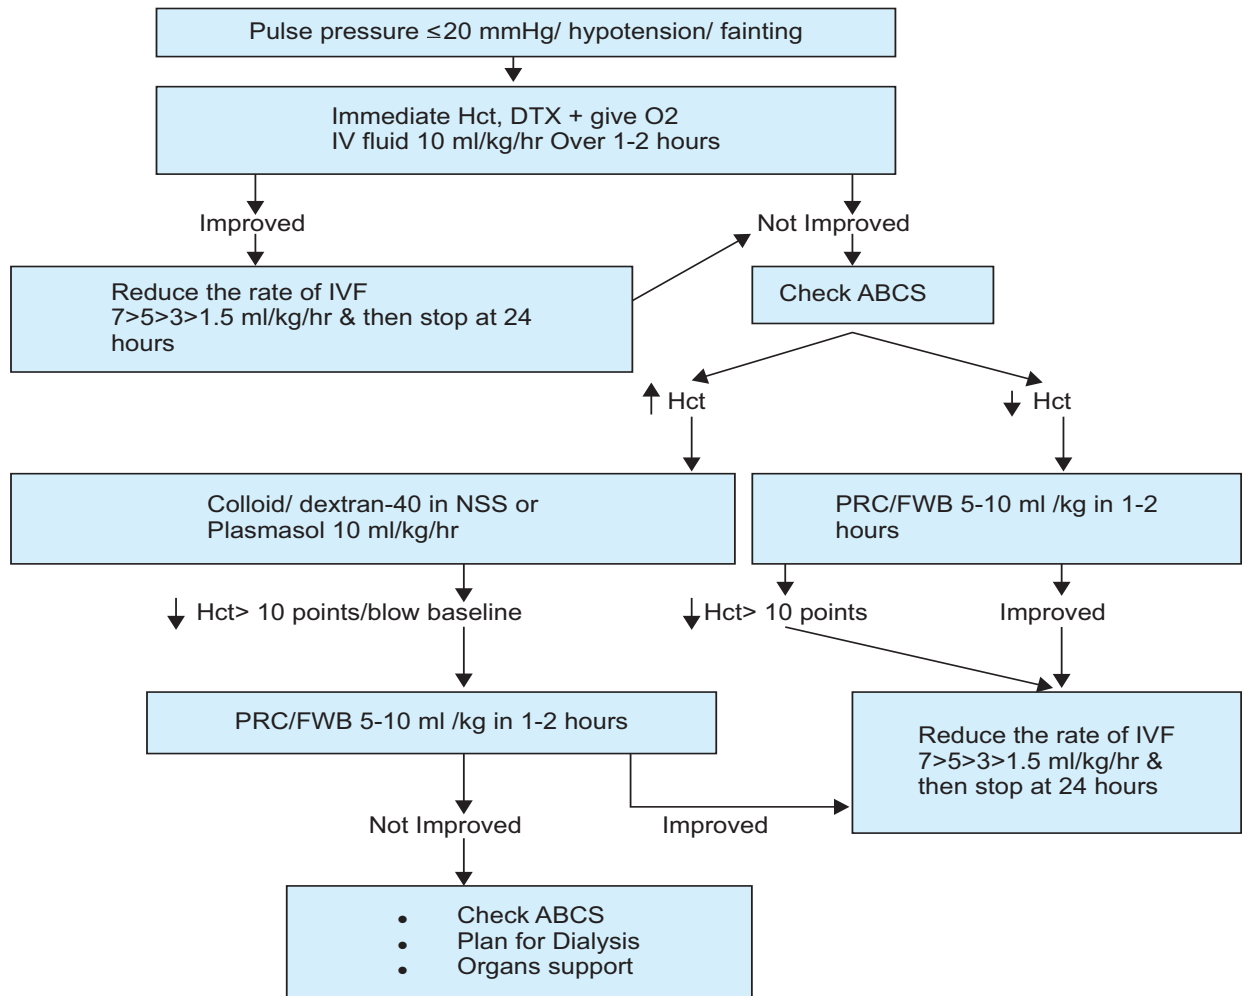 Pulse pressure ≤20 mmHg/ hypotension/ fainting
Immediate Hct, DTX + give O2
IV fluid 10 ml/kg/hr Over 1-2 hours
Improved
Not Improved
Reduce the rate of IVF
7>5>3>1.5 ml/kg/hr & then stop at 24
hours
Check ABCS
↑ Hct
↓ Hct
Colloid/ dextran-40 in NSS or
Plasmasol 10 ml/kg/hr
PRC/FWB 5-10 ml /kg in 1-2
hours
↓ Hct> 10 points/blow baseline
↓ Hct> 10 points
Improved
PRC/FWB 5-10 ml /kg in 1-2 hours
Reduce the rate of IVF
7>5>3>1.5 ml/kg/hr &
then stop at 24 hours
Not Improved
Improved
• Check ABCS
• Plan for Dialysis
• Organs support